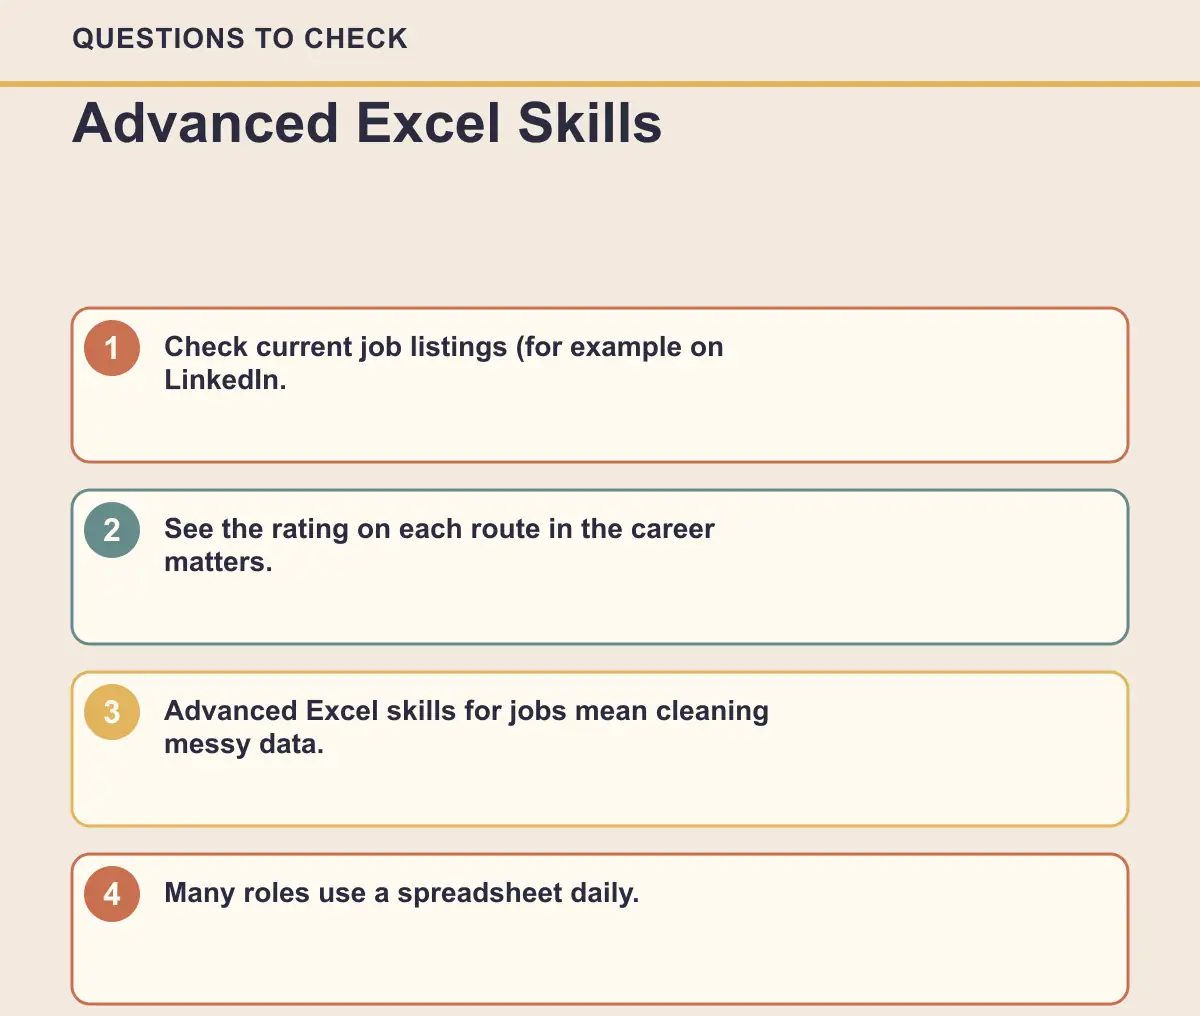 QUESTIONS TO CHECK
Advanced Excel Skills
1
Check current job listings (for example on
LinkedIn.
2
See the rating on each route in the career
matters.
3
Advanced Excel skills for jobs mean cleaning
messy data.
4
Many roles use a spreadsheet daily.